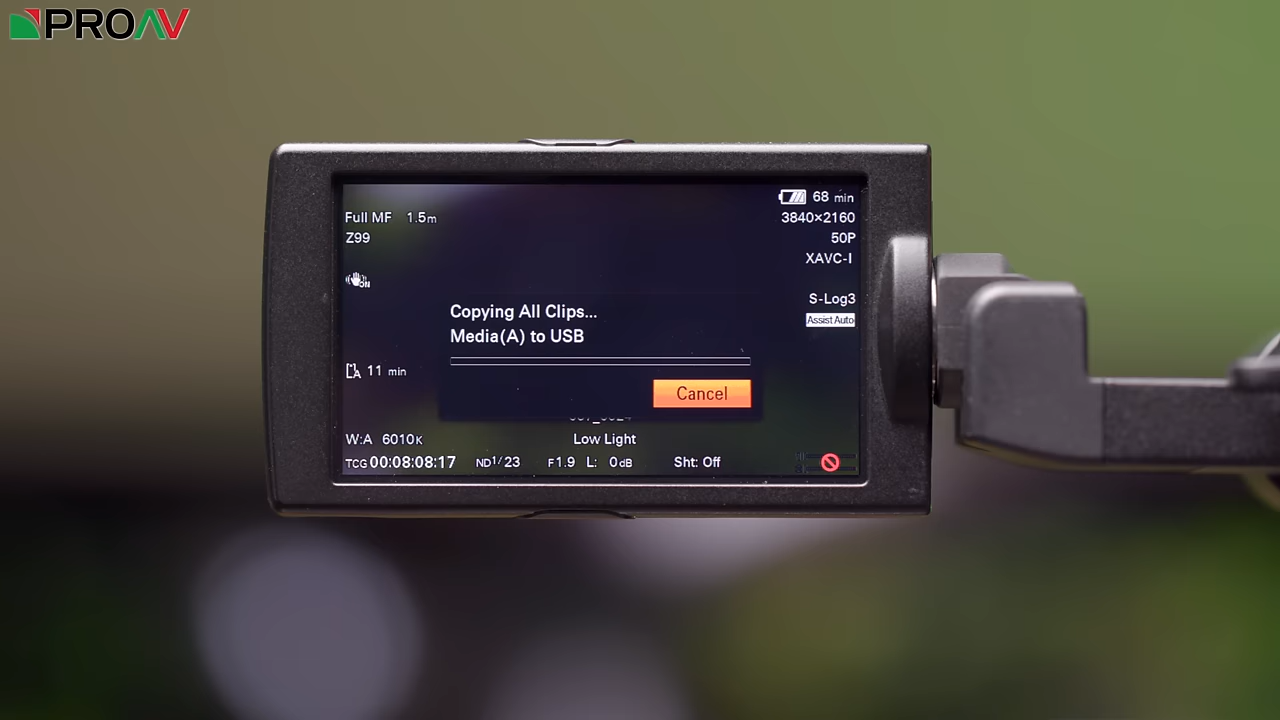 PROAV
68 min
Full MF 1.5m
3840×2160
Z99
50P
XAVC-I
ON
S-Log3
Copying All Clips...
Assist Auto
Media(A) to USB
A 11 min
Cancel
W:A 6010K
Low Light
TCG 00:08:08:17 ND1/23 F1.9 L: 0dB Sht: Off